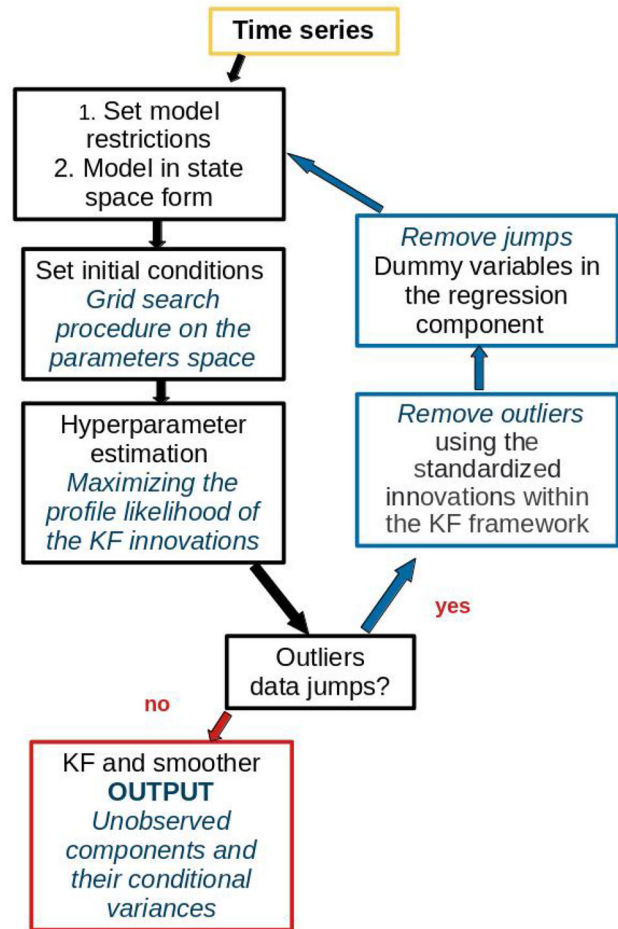 Time series
1. Set model
restrictions
2. Model in state
space form
Set initial conditions
Grid search
procedure on the
parameters space
Hyperparameter
estimation
Maximizing the
profile likelihood of
the KF innovations
Outliers
data jumps?
yes
Remove outliers
using the
standardized
innovations within
the KF framework
Remove jumps
Dummy variables in
the regression
component
no
KF and smoother
OUTPUT
Unobserved
components and
their conditional
variances